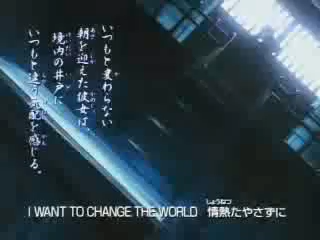 いつもと変わらない
朝を迎えた彼女は、
境内の井戸に
いつもと違う気配を感じる。
I WANT TO CHANGE THE WORLD 情熱たやさずに